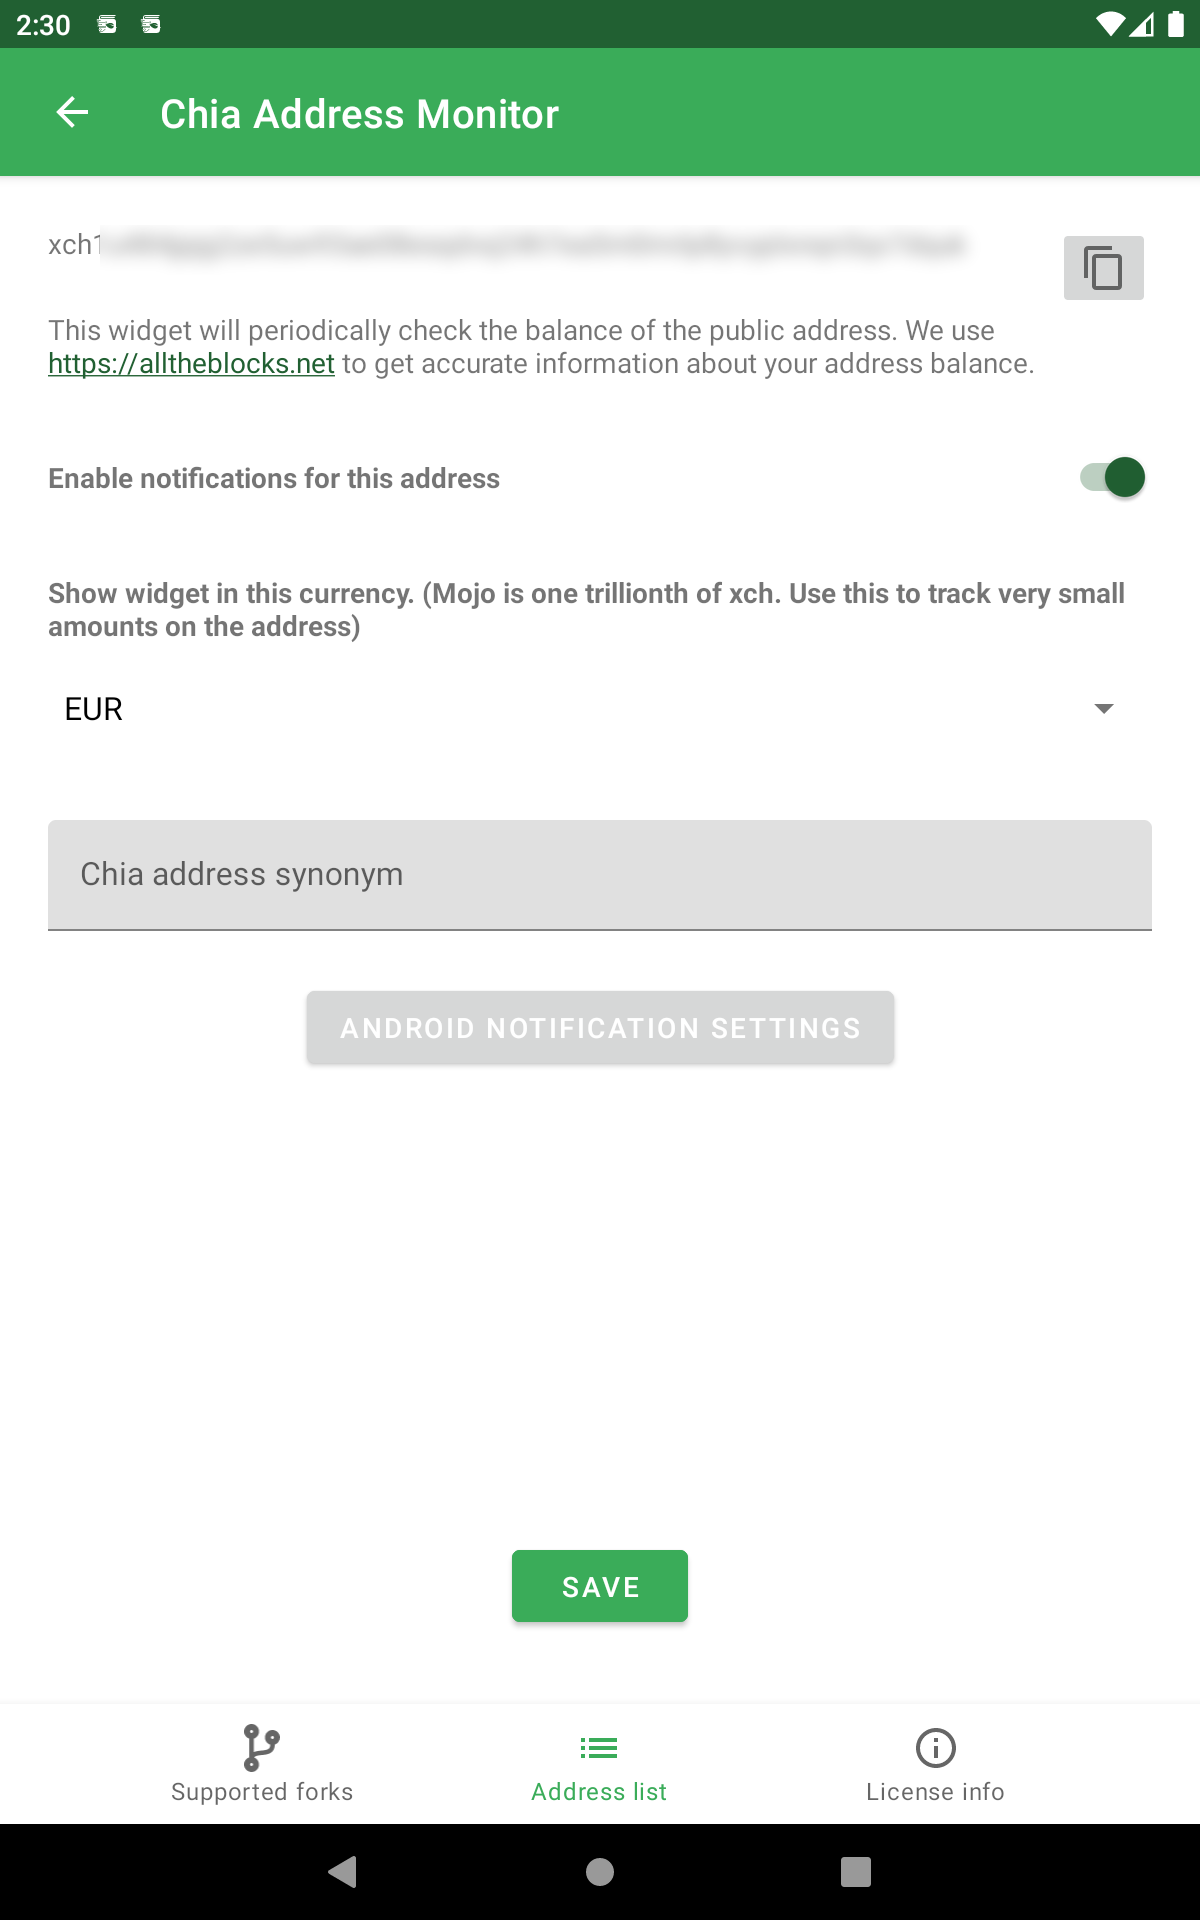 2:30
Chia Address Monitor
xch1
This widget will periodically check the balance of the public address. We use
https://alltheblocks.net to get accurate information about your address balance.
Enable notifications for this address
Show widget in this currency. (Mojo is one trillionth of xch. Use this to track very small
amounts on the address)
EUR
Chia address synonym
ANDROID NOTIFICATION SETTINGS
SAVE
Supported forks
Address list
License info